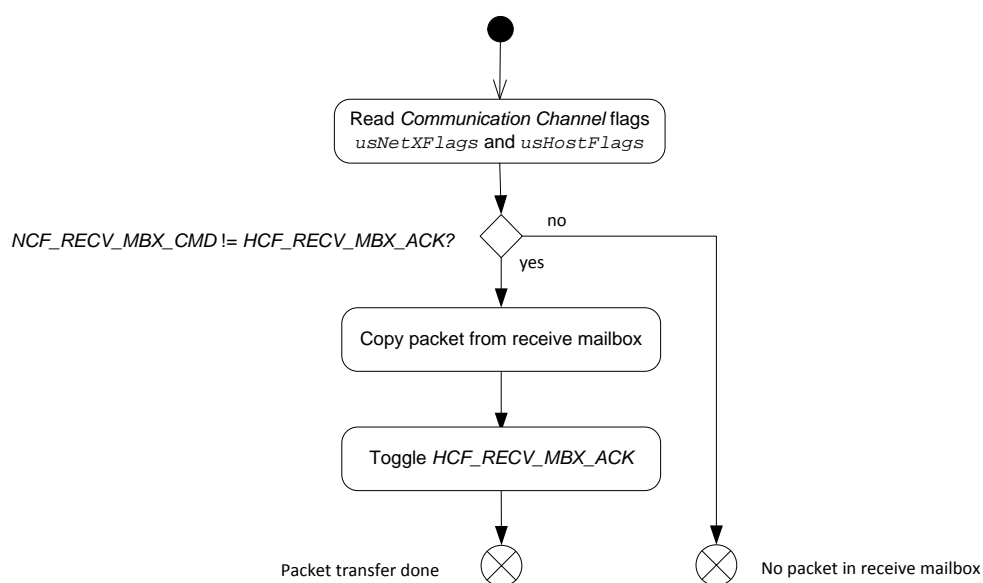 Read Communication Channel flags
usNetXFlags and usHostFlags
NCF_RECV_MBX_CMD != HCF_RECV_MBX_ACK?
no
yes
Copy packet from receive mailbox
Toggle HCF_RECV_MBX_ACK
Packet transfer done
No packet in receive mailbox